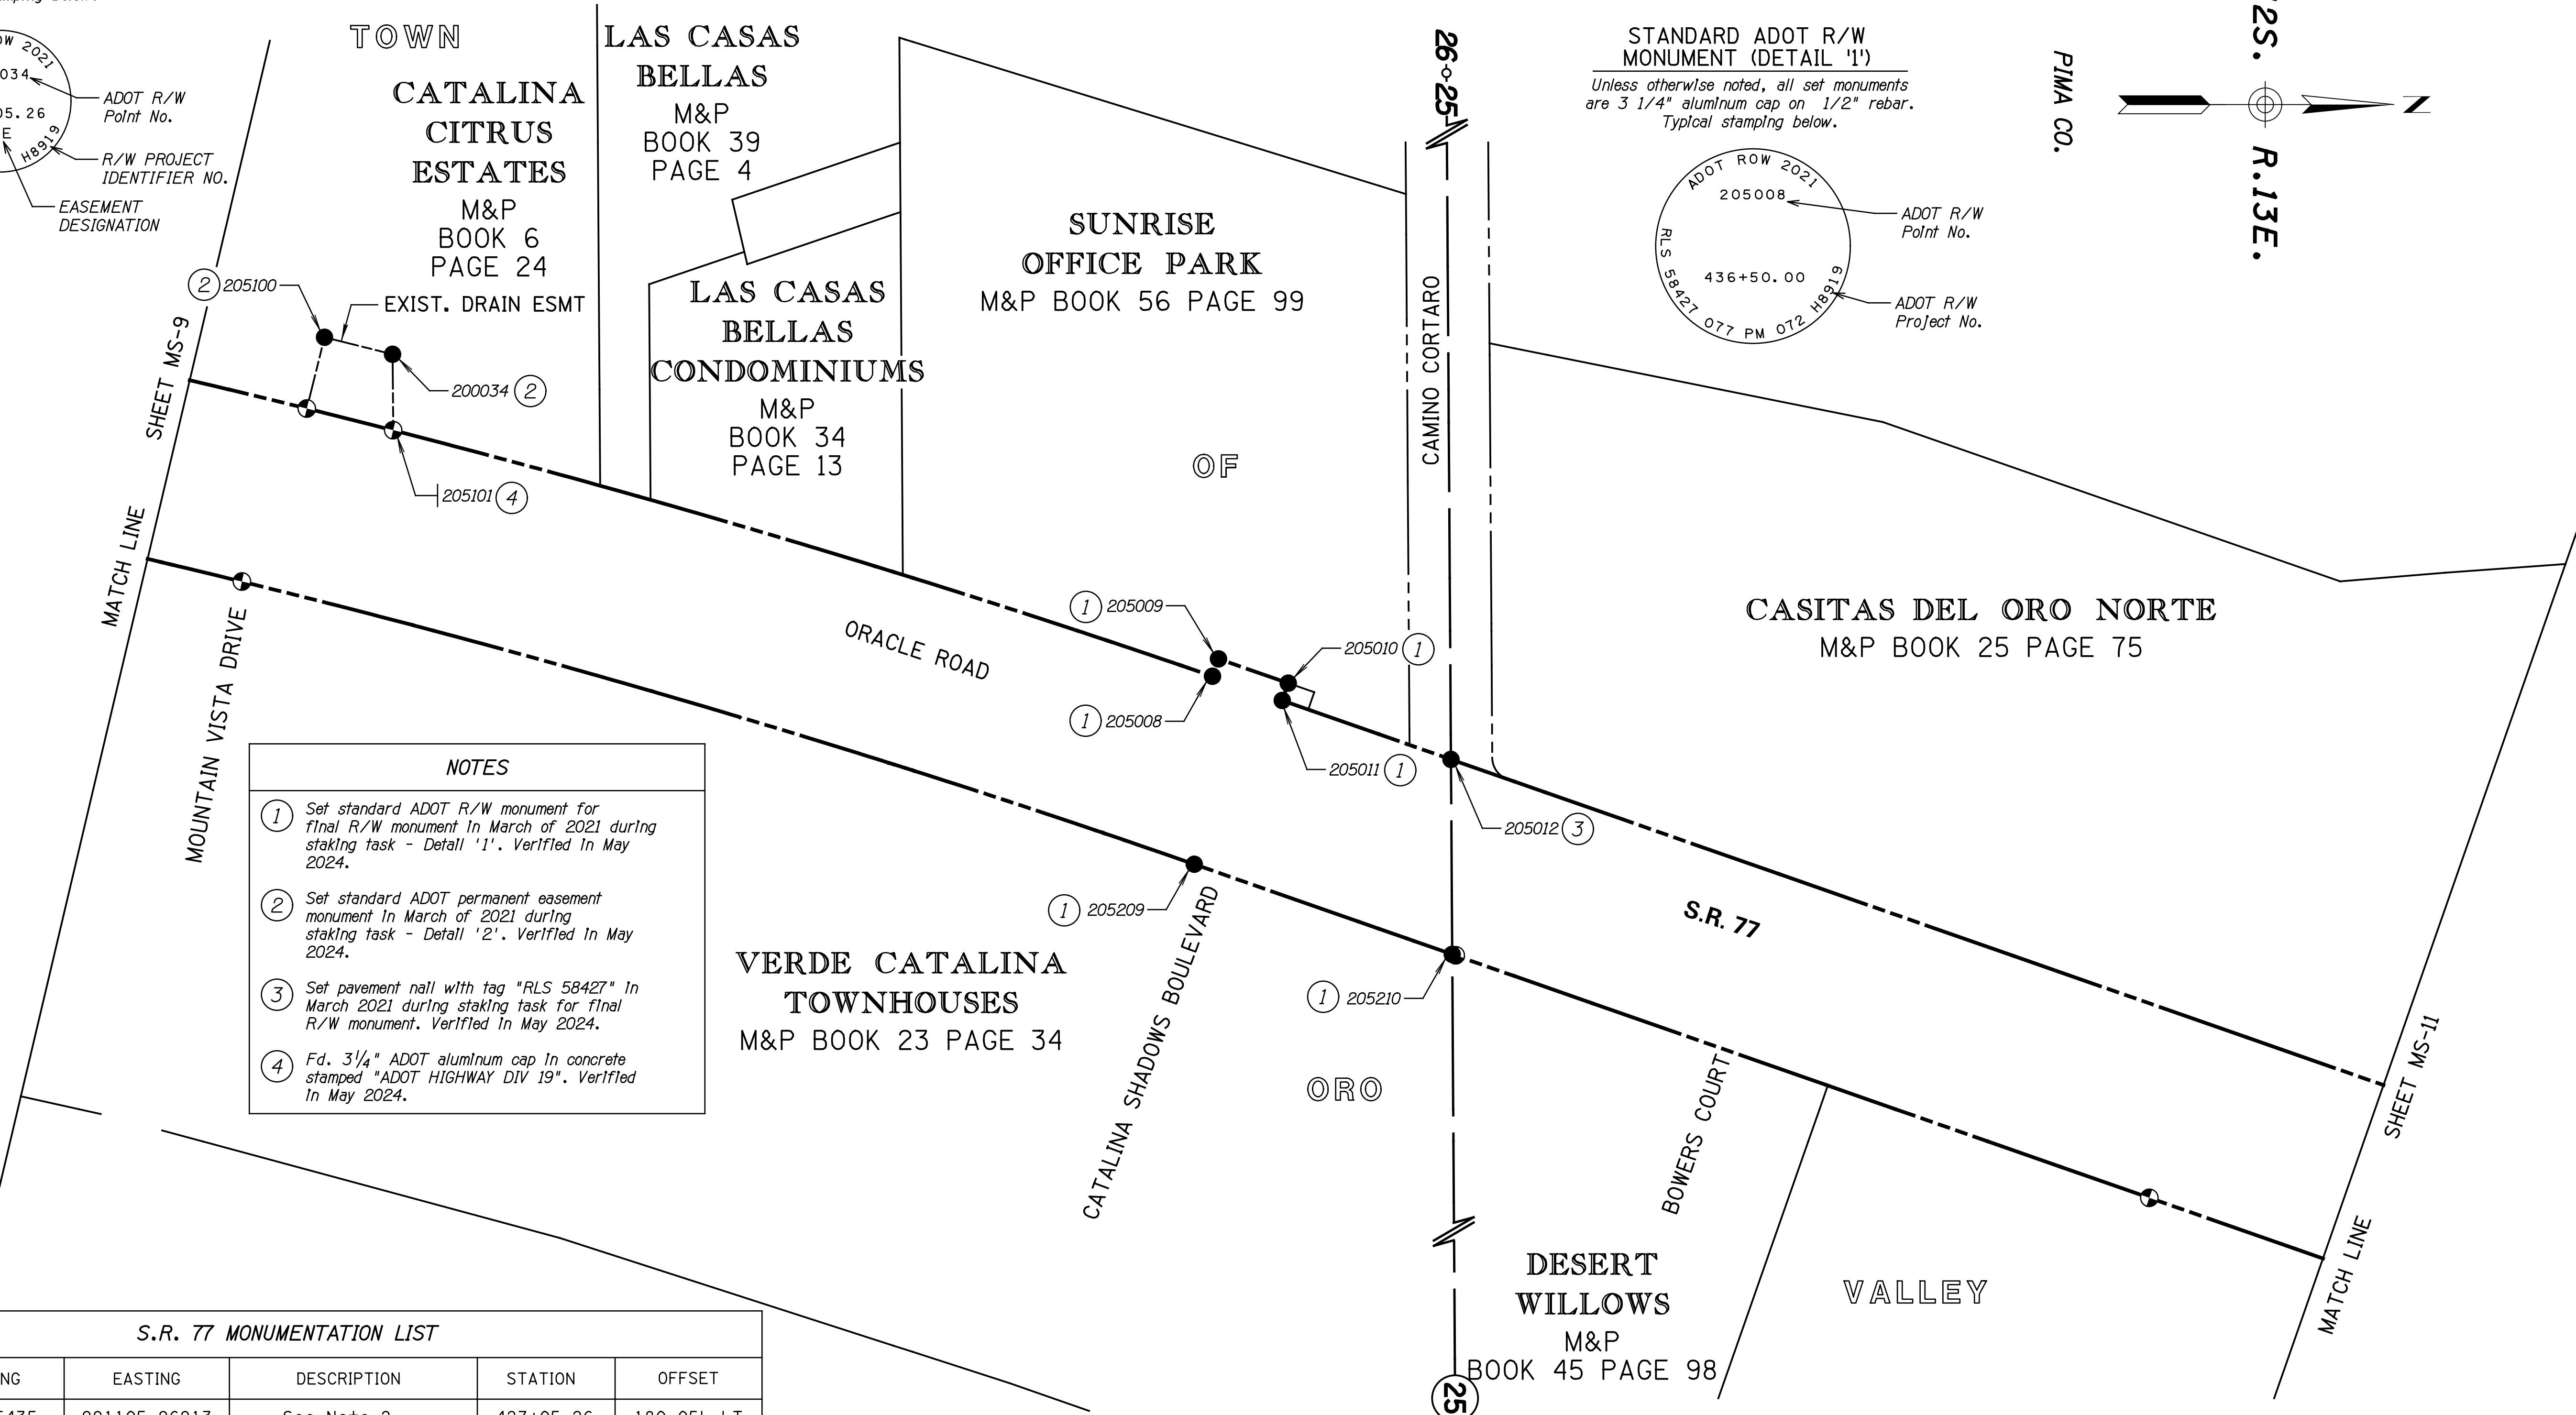 TOWN
LAS CASAS
BELLAS
M&P
BOOK 39
PAGE 4
CATALINA
CITRUS
ESTATES
M&P
BOOK 6
PAGE 24
OW 2021
034
05.26
E
H8919
ADOT R/W
Point No.
R/W PROJECT
IDENTIFIER NO.
EASEMENT
DESIGNATION
26 25
STANDARD ADOT R/W
MONUMENT (DETAIL '1')
Unless otherwise noted, all set monuments
are 3 1/4" aluminum cap on 1/2" rebar.
Typical stamping below.
ADOT ROW 2021
205008
436+50.00
RLS 58427 077 PM 072 H8919
ADOT R/W
Point No.
ADOT R/W
Project No.
PIMA CO.
2S. R.13E.
N
SUNRISE
OFFICE PARK
M&P BOOK 56 PAGE 99
LAS CASAS
BELLAS
CONDOMINIUMS
M&P
BOOK 34
PAGE 13
2 205100
EXIST. DRAIN ESMT
200034 2
205101 4
SHEET MS-9
MATCH LINE
CAMINO CORTARO
OF
MOUNTAIN VISTA DRIVE
ORACLE ROAD
1 205009
205010 1
1 205008
205011 1
205012 3
CASITAS DEL ORO NORTE
M&P BOOK 25 PAGE 75
NOTES
1 Set standard ADOT R/W monument for
final R/W monument in March of 2021 during
staking task - Detail '1'. Verified in May
2024.
2 Set standard ADOT permanent easement
monument in March of 2021 during
staking task - Detail '2'. Verified in May
2024.
3 Set pavement nail with tag "RLS 58427" in
March 2021 during staking task for final
R/W monument. Verified in May 2024.
4 Fd. 3 1/4" ADOT aluminum cap in concrete
stamped "ADOT HIGHWAY DIV 19". Verified
in May 2024.
1 205209
S.R. 77
VERDE CATALINA
TOWNHOUSES
M&P BOOK 23 PAGE 34
CATALINA SHADOWS BOULEVARD
1 205210
ORO
BOWERS COURT
SHEET MS-11
MATCH LINE
DESERT
WILLOWS
M&P
BOOK 45 PAGE 98
VALLEY
25
S.R. 77 MONUMENTATION LIST
NG EASTING DESCRIPTION STATION OFFSET